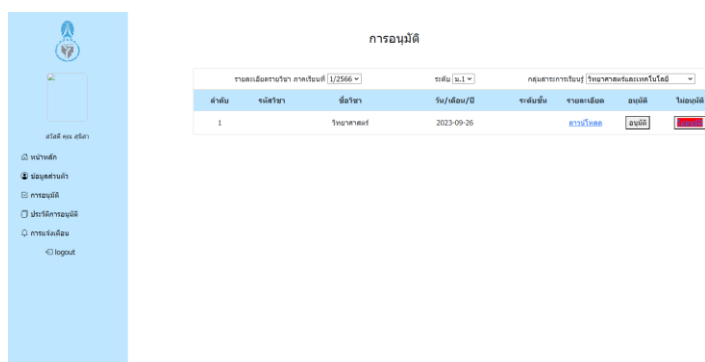 การอนุมัติ
รายละเอียดรายวิชา ภาคเรียนที่ 1/2566 ระดับ ม.1 กลุ่มสาระการเรียนรู้ วิทยาศาสตร์และเทคโนโลยี
ลำดับ รหัสวิชา ชื่อวิชา วัน/เดือน/ปี ระดับชั้น รายละเอียด อนุมัติ ไม่อนุมัติ
1 วิทยาศาสตร์ 2023-09-26 ดาวน์โหลด อนุมัติ
สวัสดี คุณ สุนิสา
หน้าหลัก
ข้อมูลส่วนตัว
การอนุมัติ
ประวัติการอนุมัติ
การแจ้งเตือน
logout